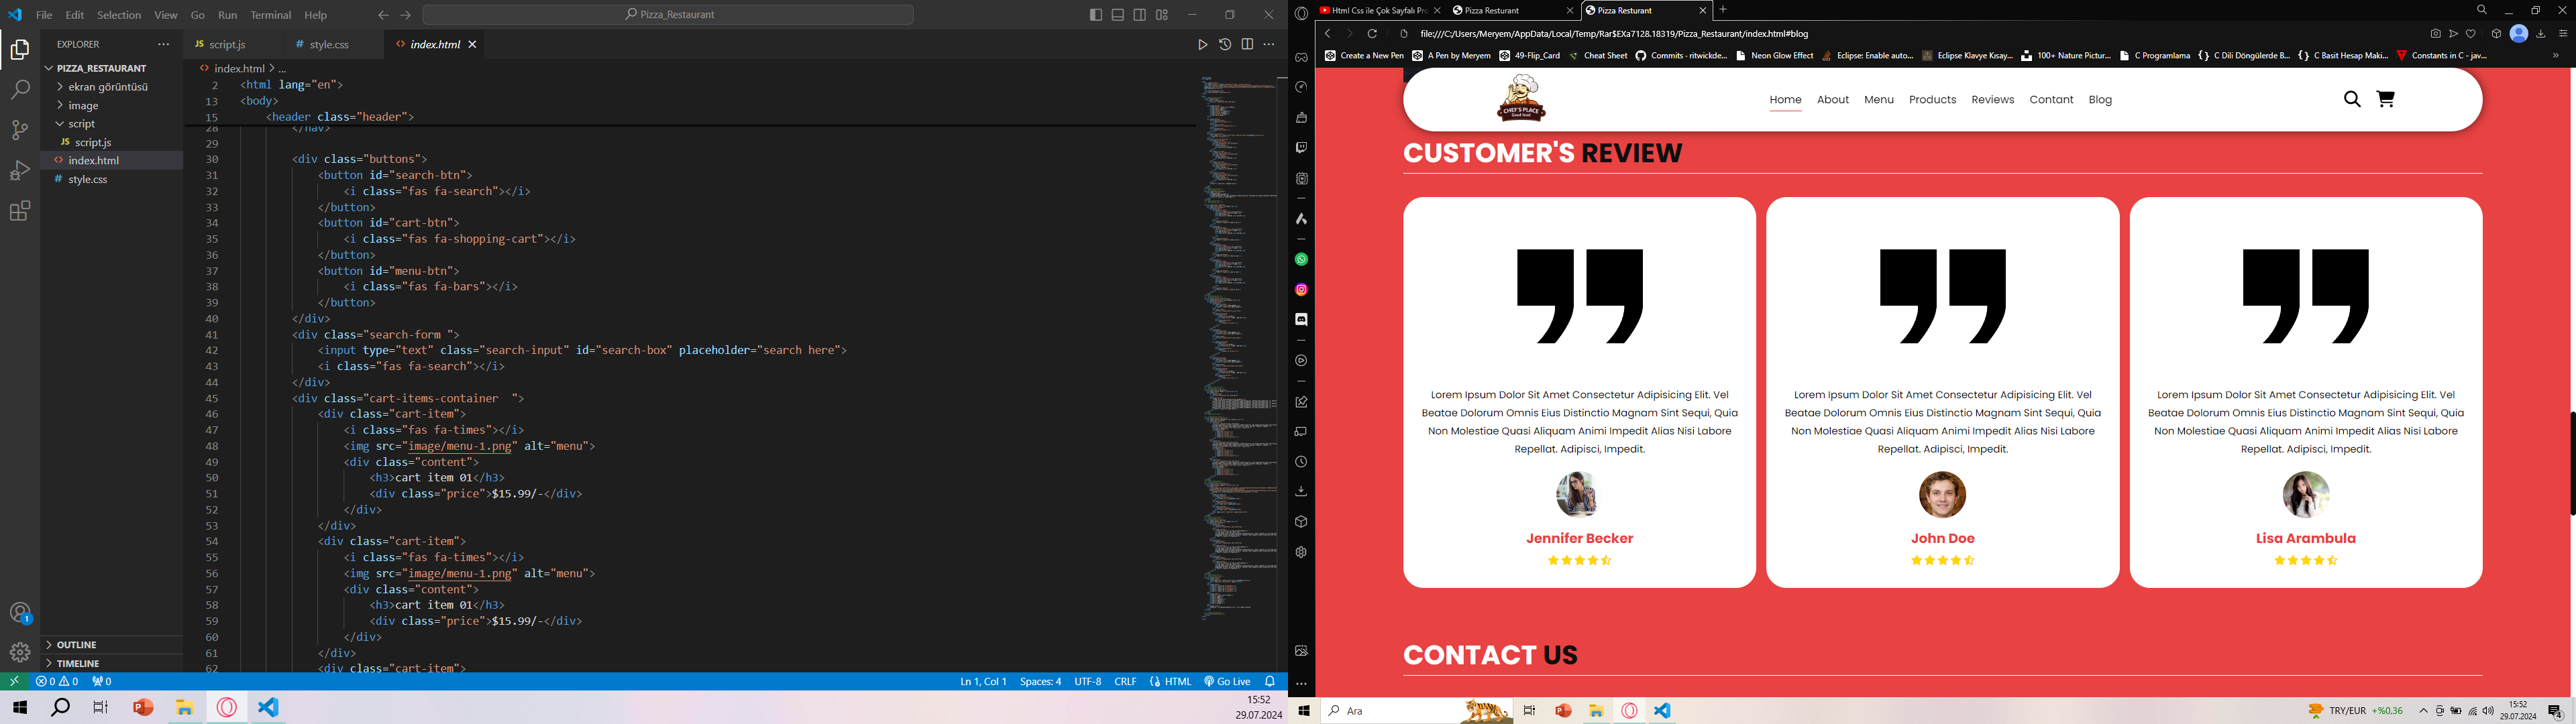 File Edit Selection View Go Run Terminal Help
Pizza_Restaurant
EXPLORER
PIZZA_RESTAURANT
ekran görüntüsü
image
script
JS script.js
<> index.html
# style.css
OUTLINE
TIMELINE
JS script.js
# style.css
<> index.html
<> index.html > ...
2 <html lang="en">
13 <body>
15 <header class="header">
28 </nav>
29
30 <div class="buttons">
31 <button id="search-btn">
32 <i class="fas fa-search"></i>
33 </button>
34 <button id="cart-btn">
35 <i class="fas fa-shopping-cart"></i>
36 </button>
37 <button id="menu-btn">
38 <i class="fas fa-bars"></i>
39 </button>
40 </div>
41 <div class="search-form ">
42 <input type="text" class="search-input" id="search-box" placeholder="search here">
43 <i class="fas fa-search"></i>
44 </div>
45 <div class="cart-items-container  ">
46 <div class="cart-item">
47 <i class="fas fa-times"></i>
48 <img src="image/menu-1.png" alt="menu">
49 <div class="content">
50 <h3>cart item 01</h3>
51 <div class="price">$15.99/-</div>
52 </div>
53 </div>
54 <div class="cart-item">
55 <i class="fas fa-times"></i>
56 <img src="image/menu-1.png" alt="menu">
57 <div class="content">
58 <h3>cart item 01</h3>
59 <div class="price">$15.99/-</div>
60 </div>
61 </div>
62 <div class="cart-item">
1
0 0 0 Ln 1, Col 1 Spaces: 4 UTF-8 CRLF HTML Go Live
15:52
29.07.2024
Html Css ile Çok Sayfalı Pro
Pizza Resturant
Pizza Resturant
file:///C:/Users/Meryem/AppData/Local/Temp/Rar$EXa7128.18319/Pizza_Restaurant/index.html#blog
Create a New Pen A Pen by Meryem 49-Flip_Card Cheat Sheet Commits · ritwickde... Neon Glow Effect Eclipse: Enable auto... Eclipse Klavye Kısay... 100+ Nature Pictur... C Programlama C Dili Döngülerde B... C Basit Hesap Maki... Constants in C - jav...
CHEF'S PLACE
Good food
Home About Menu Products Reviews Contant Blog
CUSTOMER'S REVIEW
Lorem Ipsum Dolor Sit Amet Consectetur Adipisicing Elit. Vel
Beatae Dolorum Omnis Eius Distinctio Magnam Sint Sequi, Quia
Non Molestiae Quasi Aliquam Animi Impedit Alias Nisi Labore
Repellat. Adipisci, Impedit.
Jennifer Becker
Lorem Ipsum Dolor Sit Amet Consectetur Adipisicing Elit. Vel
Beatae Dolorum Omnis Eius Distinctio Magnam Sint Sequi, Quia
Non Molestiae Quasi Aliquam Animi Impedit Alias Nisi Labore
Repellat. Adipisci, Impedit.
John Doe
Lorem Ipsum Dolor Sit Amet Consectetur Adipisicing Elit. Vel
Beatae Dolorum Omnis Eius Distinctio Magnam Sint Sequi, Quia
Non Molestiae Quasi Aliquam Animi Impedit Alias Nisi Labore
Repellat. Adipisci, Impedit.
Lisa Arambula
CONTACT US
Ara
TRY/EUR +%0,36
15:52
29.07.2024